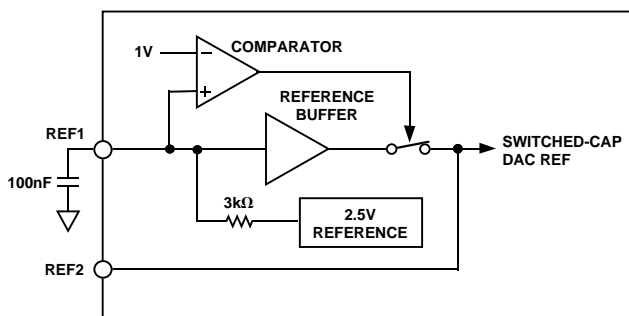 1V
COMPARATOR
−
+
REFERENCE
BUFFER
REF1
SWITCHED-CAP
DAC REF
100nF
3kΩ
2.5V
REFERENCE
REF2